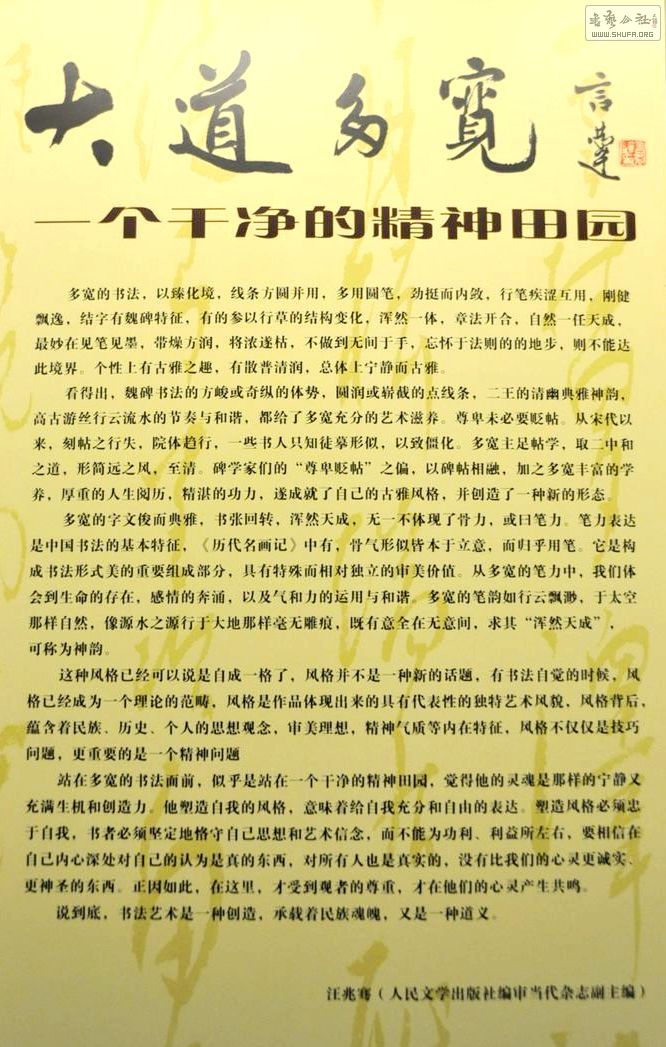 书艺公社
WWW.SHUFA.ORG
大道多宽
言恭达
一个干净的精神田园
多宽的书法，以臻化境，线条方圆并用，多用圆笔，劲挺而内敛，行笔疾涩互用，刚健
飘逸，结字有魏碑特征，有的参以行草的结构变化，浑然一体，章法开合，自然一任天成，
最妙在见笔见墨，带燥方润，将浓遂枯，不做到无间于手，忘怀于法则的的地步，则不能达
此境界。个性上有古雅之趣，有散普清润，总体上宁静而古雅。
看得出，魏碑书法的方峻或奇纵的体势，圆润或崭截的点线条，二王的清幽典雅神韵，
高古游丝行云流水的节奏与和谐，都给了多宽充分的艺术滋养。尊卑未必要贬帖。从宋代以
来，刻帖之行失，院体趋行，一些书人只知徒摹形似，以致僵化。多宽主足帖学，取二中和
之道，形简远之风，至清。碑学家们的“尊卑贬帖”之偏，以碑帖相融，加之多宽丰富的学
养，厚重的人生阅历，精湛的功力，遂成就了自己的古雅风格，并创造了一种新的形态。
多宽的字文俊而典雅，书张回转，浑然天成，无一不体现了骨力，或曰笔力。笔力表达
是中国书法的基本特征，《历代名画记》中有，骨气形似皆本于立意，而归乎用笔。它是构
成书法形式美的重要组成部分，具有特殊而相对独立的审美价值。从多宽的笔力中，我们体
会到生命的存在，感情的奔涌，以及气和力的运用与和谐。多宽的笔韵如行云飘渺，于太空
那样自然，像源水之源行于大地那样毫无雕痕，既有意全在无意间，求其“浑然天成”，
可称为神韵。
这种风格已经可以说是自成一格了，风格并不是一种新的话题，有书法自觉的时候，风
格已经成为一个理论的范畴，风格是作品体现出来的具有代表性的独特艺术风貌，风格背后，
蕴含着民族、历史、个人的思想观念，审美理想，精神气质等内在特征，风格不仅仅是技巧
问题，更重要的是一个精神问题
站在多宽的书法面前，似乎是站在一个干净的精神田园，觉得他的灵魂是那样的宁静又
充满生机和创造力。他塑造自我的风格，意味着给自我充分和自由的表达。塑造风格必须忠
于自我，书者必须坚定地恪守自己思想和艺术信念，而不能为功利、利益所左右，要相信在
自己内心深处对自己的认为是真的东西，对所有人也是真实的，没有比我们的心灵更诚实、
更神圣的东西。正因如此，在这里，才受到观者的尊重，才在他们的心灵产生共鸣。
说到底，书法艺术是一种创造，承载着民族魂魄，又是一种道义。
汪兆骞（人民文学出版社编审当代杂志副主编）